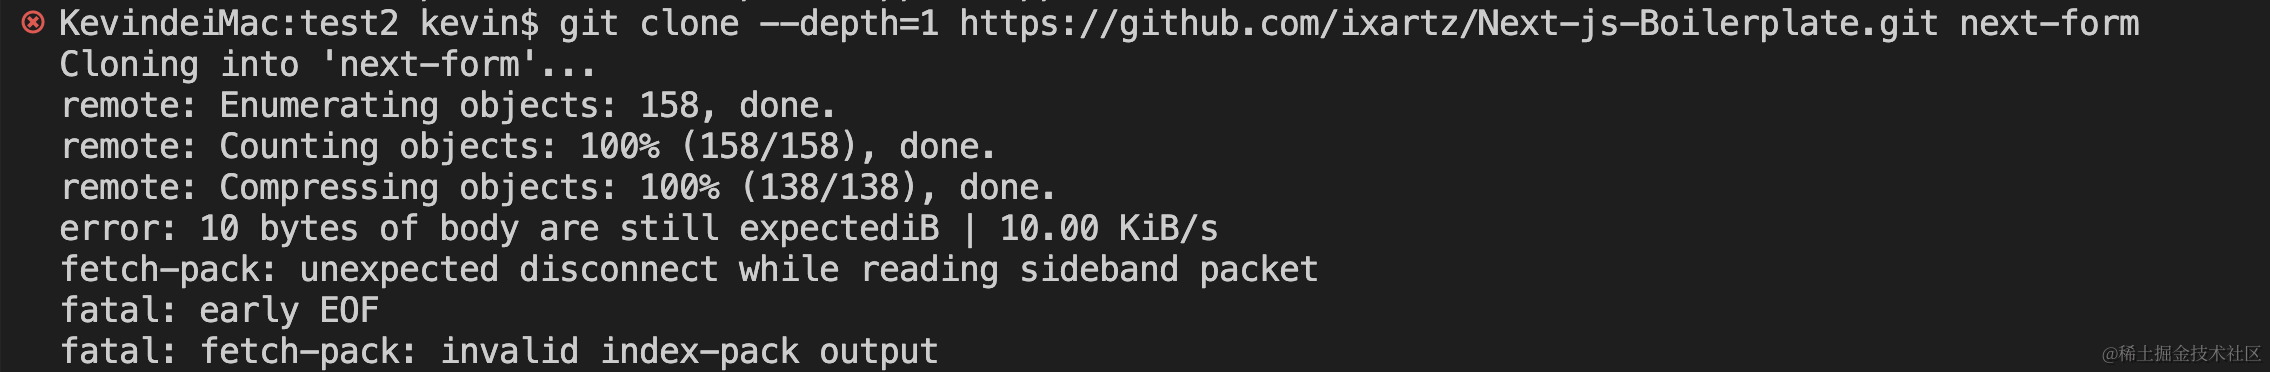 KevindeiMac:test2 kevin$ git clone --depth=1 https://github.com/ixartz/Next-js-Boilerplate.git next-form
Cloning into 'next-form'...
remote: Enumerating objects: 158, done.
remote: Counting objects: 100% (158/158), done.
remote: Compressing objects: 100% (138/138), done.
error: 10 bytes of body are still expectediB | 10.00 KiB/s
fetch-pack: unexpected disconnect while reading sideband packet
fatal: early EOF
fatal: fetch-pack: invalid index-pack output
@稀土掘金技术社区